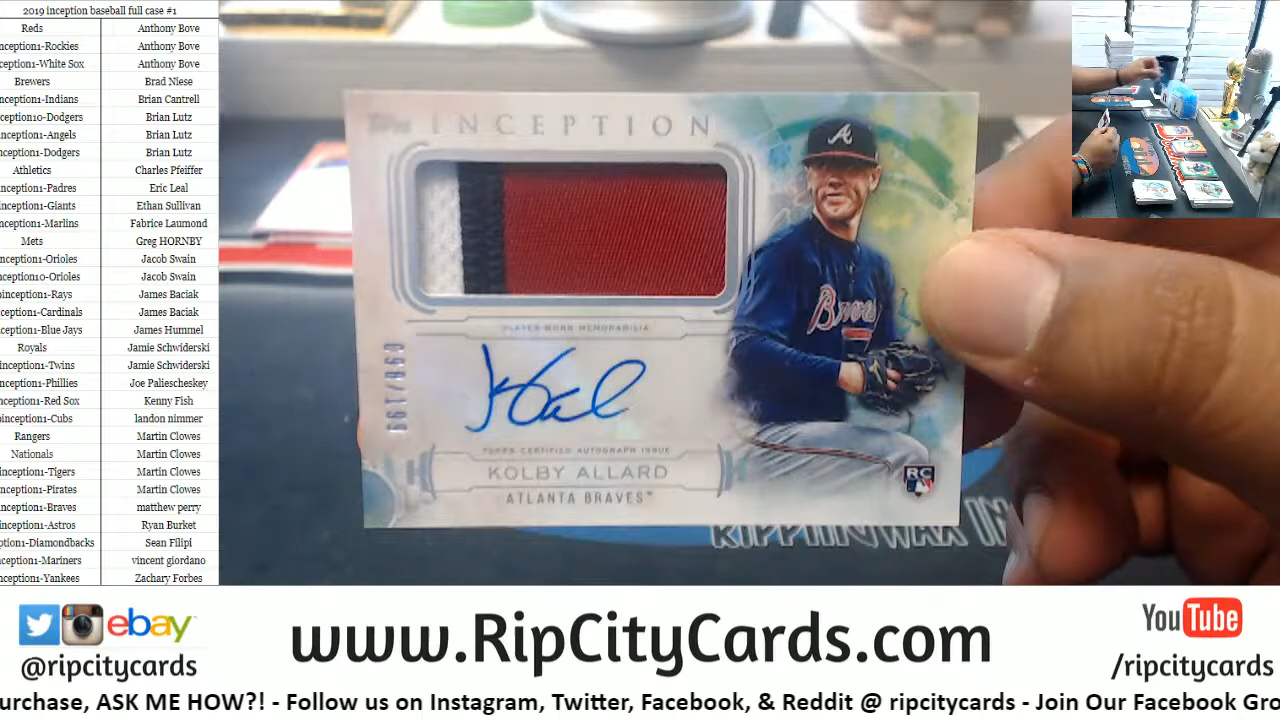 2019 inception baseball full case #1
Reds Anthony Bove
nception1-Rockies Anthony Bove
nception1-White Sox Anthony Bove
Brewers Brad Niese
nception1-Indians Brian Cantrell
nception10-Dodgers Brian Lutz
nception1-Angels Brian Lutz
nception1-Dodgers Brian Lutz
Athletics Charles Pfeiffer
nception1-Padres Eric Leal
nception1-Giants Ethan Sullivan
nception1-Marlins Fabrice Laumond
Mets Greg HORNBY
nception1-Orioles Jacob Swain
nception10-Orioles Jacob Swain
inception1-Rays James Baciak
nception1-Cardinals James Baciak
nception1-Blue Jays James Hummel
Royals Jamie Schwiderski
nception1-Twins Jamie Schwiderski
nception1-Phillies Joe Paliescheskey
nception1-Red Sox Kenny Fish
inception1-Cubs landon nimmer
Rangers Martin Clowes
Nationals Martin Clowes
nception1-Tigers Martin Clowes
nception1-Pirates Martin Clowes
nception1-Braves matthew perry
nception1-Astros Ryan Burket
ption1-Diamondbacks Sean Filipi
nception1-Mariners vincent giordano
nception1-Yankees Zachary Forbes
INCEPTION
A
Braves
PLAYER-WORN MEMORABILIA
TOPPS CERTIFIED AUTOGRAPH ISSUE
KOLBY ALLARD
ATLANTA BRAVES™
RC
RIPPIINWAX IN
ebay
@ripcitycards
www.RipCityCards.com
YouTube
/ripcitycards
urchase, ASK ME HOW?! - Follow us on Instagram, Twitter, Facebook, & Reddit @ ripcitycards - Join Our Facebook Gro